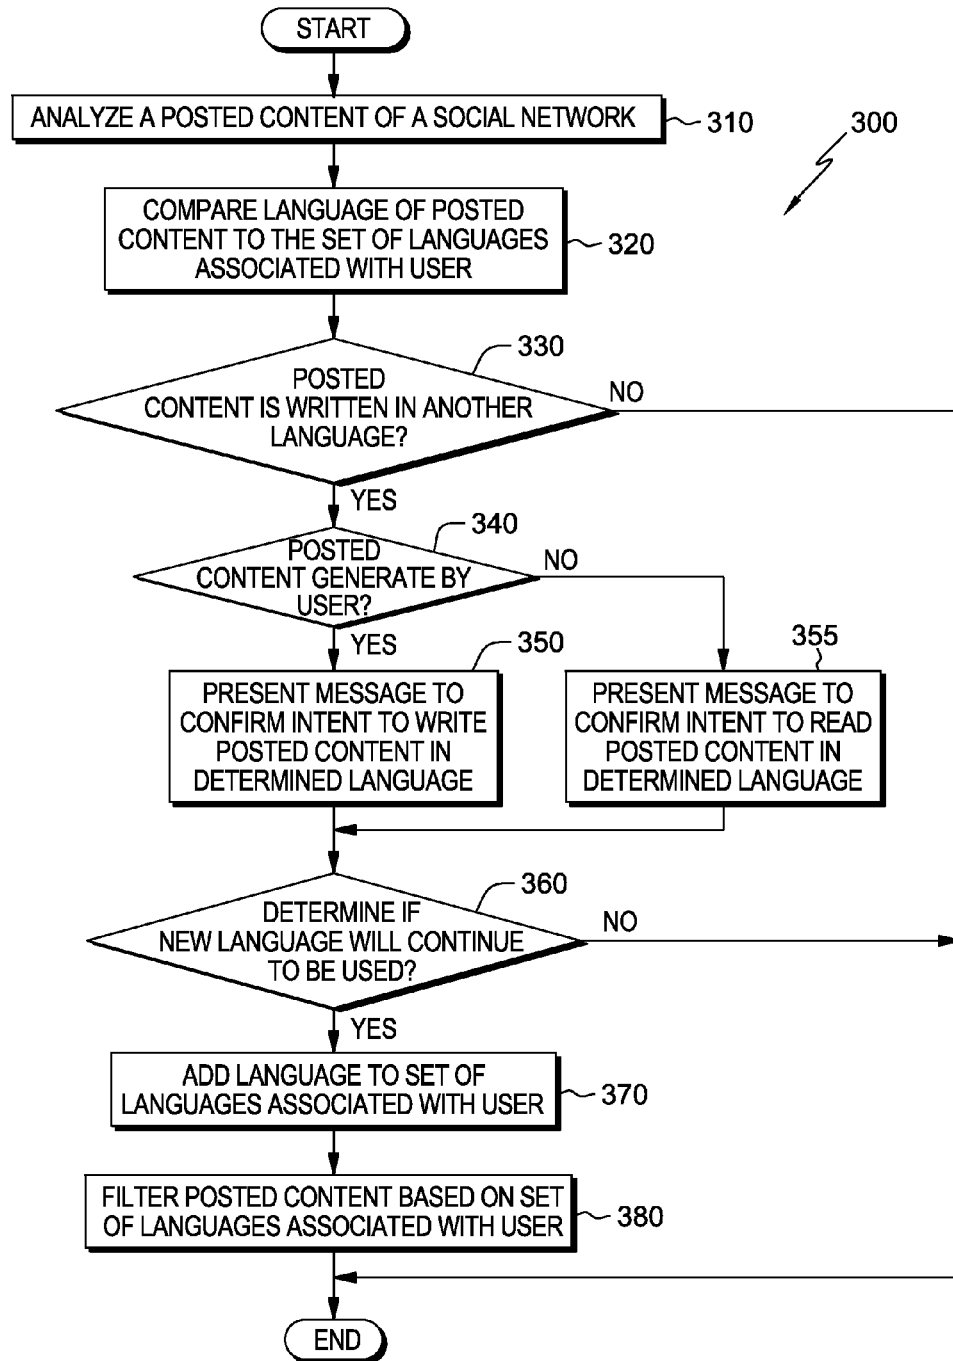 START
ANALYZE A POSTED CONTENT OF A SOCIAL NETWORK
310
300
COMPARE LANGUAGE OF POSTED
CONTENT TO THE SET OF LANGUAGES
ASSOCIATED WITH USER
320
330
POSTED
CONTENT IS WRITTEN IN ANOTHER
LANGUAGE?
NO
YES
340
POSTED
CONTENT GENERATE BY
USER?
NO
YES
350
355
PRESENT MESSAGE TO
CONFIRM INTENT TO WRITE
POSTED CONTENT IN
DETERMINED LANGUAGE
PRESENT MESSAGE TO
CONFIRM INTENT TO READ
POSTED CONTENT IN
DETERMINED LANGUAGE
360
DETERMINE IF
NEW LANGUAGE WILL CONTINUE
TO BE USED?
NO
YES
ADD LANGUAGE TO SET OF
LANGUAGES ASSOCIATED WITH USER
370
FILTER POSTED CONTENT BASED ON SET
OF LANGUAGES ASSOCIATED WITH USER
380
END